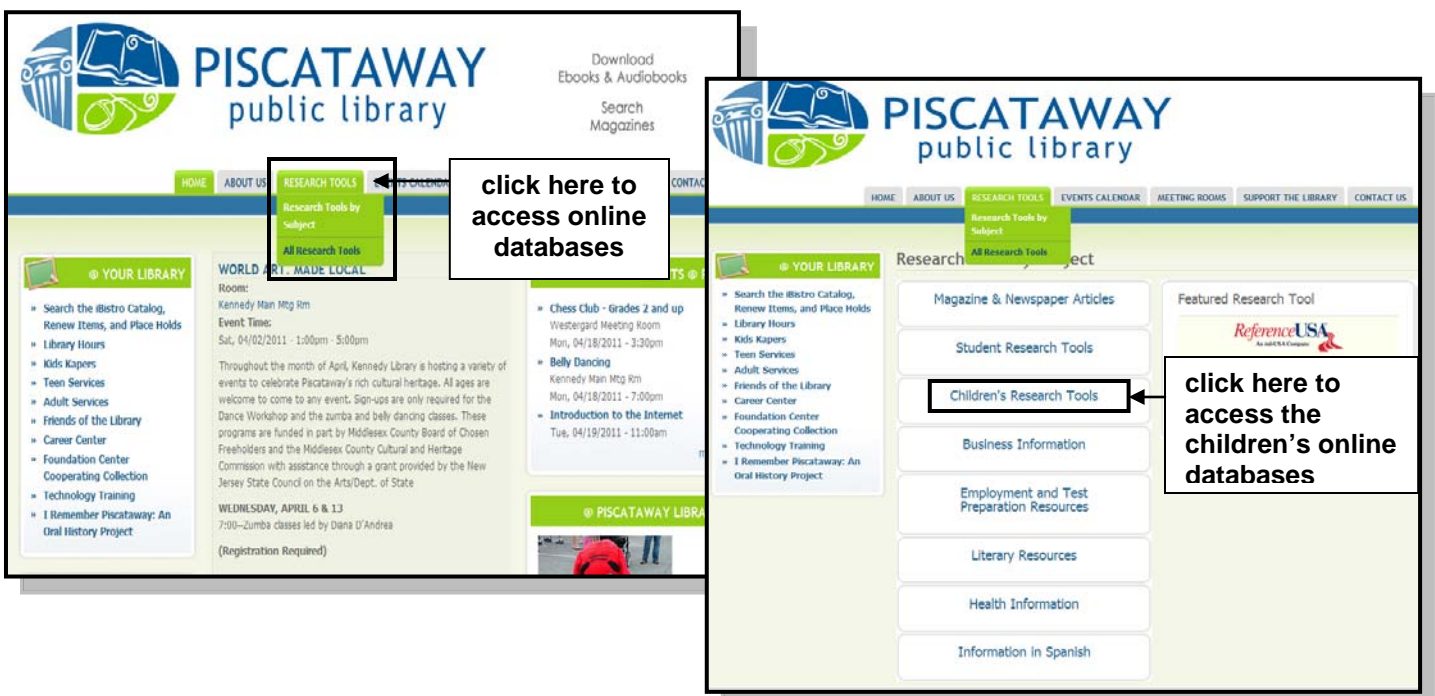 PISCATAWAY
public library
Download
Ebooks & Audiobooks
Search
Magazines
HOME
ABOUT US
RESEARCH TOOLS
EVENTS CALENDA
CONTAC
Research Tools by
Subject
All Research Tools
click here to
access online
databases
@ YOUR LIBRARY
» Search the iBistro Catalog,
Renew Items, and Place Holds
» Library Hours
» Kids Kapers
» Teen Services
» Adult Services
» Friends of the Library
» Career Center
» Foundation Center
Cooperating Collection
» Technology Training
» I Remember Piscataway: An
Oral History Project
WORLD ART, MADE LOCAL
Room:
Kennedy Main Mtg Rm
Event Time:
Sat, 04/02/2011 - 1:00pm - 5:00pm
Throughout the month of April, Kennedy Library is hosting a variety of
events to celebrate Piscataway's rich cultural heritage. All ages are
welcome to come to any event. Sign-ups are only required for the
Dance Workshop and the zumba and belly dancing classes. These
programs are funded in part by Middlesex County Board of Chosen
Freeholders and the Middlesex County Cultural and Heritage
Commission with assistance through a grant provided by the New
Jersey State Council on the Arts/Dept. of State
WEDNESDAY, APRIL 6 & 13
7:00--Zumba classes led by Diana D'Andrea
(Registration Required)
TS @
» Chess Club - Grades 2 and up
Westergard Meeting Room
Mon, 04/18/2011 - 3:30pm
» Belly Dancing
Kennedy Main Mtg Rm
Mon, 04/18/2011 - 7:00pm
» Introduction to the Internet
Tue, 04/19/2011 - 11:00am
@ PISCATAWAY LIBRA
PISCATAWAY
public library
HOME
ABOUT US
RESEARCH TOOLS
EVENTS CALENDAR
MEETING ROOMS
SUPPORT THE LIBRARY
CONTACT US
Research Tools by
Subject
All Research Tools
@ YOUR LIBRARY
» Search the iBistro Catalog,
Renew Items, and Place Holds
» Library Hours
» Kids Kapers
» Teen Services
» Adult Services
» Friends of the Library
» Career Center
» Foundation Center
Cooperating Collection
» Technology Training
» I Remember Piscataway: An
Oral History Project
Research ject
Magazine & Newspaper Articles
Student Research Tools
Children's Research Tools
Business Information
Employment and Test
Preparation Resources
Literary Resources
Health Information
Information in Spanish
Featured Research Tool
ReferenceUSA
An infoUSA Company
click here to
access the
children's online
databases